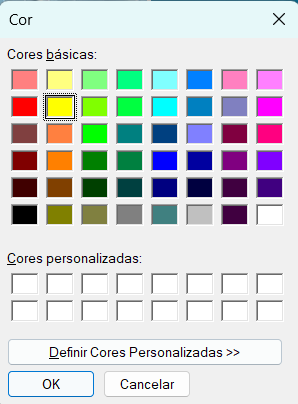 Cor
Cores básicas:
Cores personalizadas:
Definir Cores Personalizadas >>
OK
Cancelar